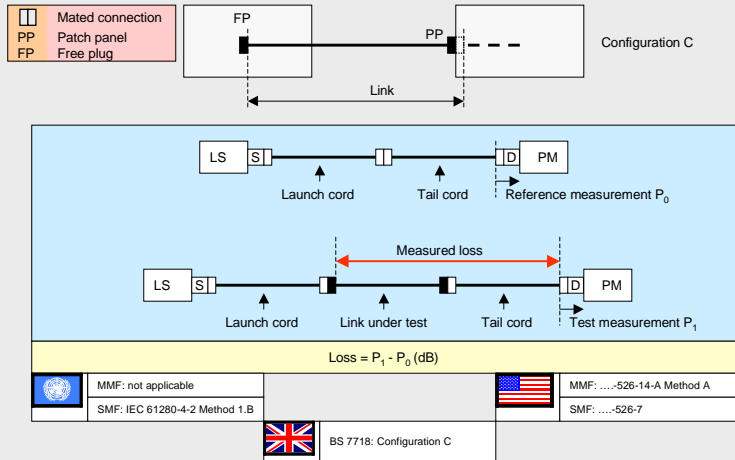 Mated connection
PP Patch panel
FP Free plug
FP
PP
Configuration C
Link
LS S D PM
Launch cord Tail cord Reference measurement P0
Measured loss
LS S D PM
Launch cord Link under test Tail cord Test measurement P1
Loss = P1 - P0 (dB)
MMF: not applicable
SMF: IEC 61280-4-2 Method 1.B
MMF: ....-526-14-A Method A
SMF: ....-526-7
BS 7718: Configuration C